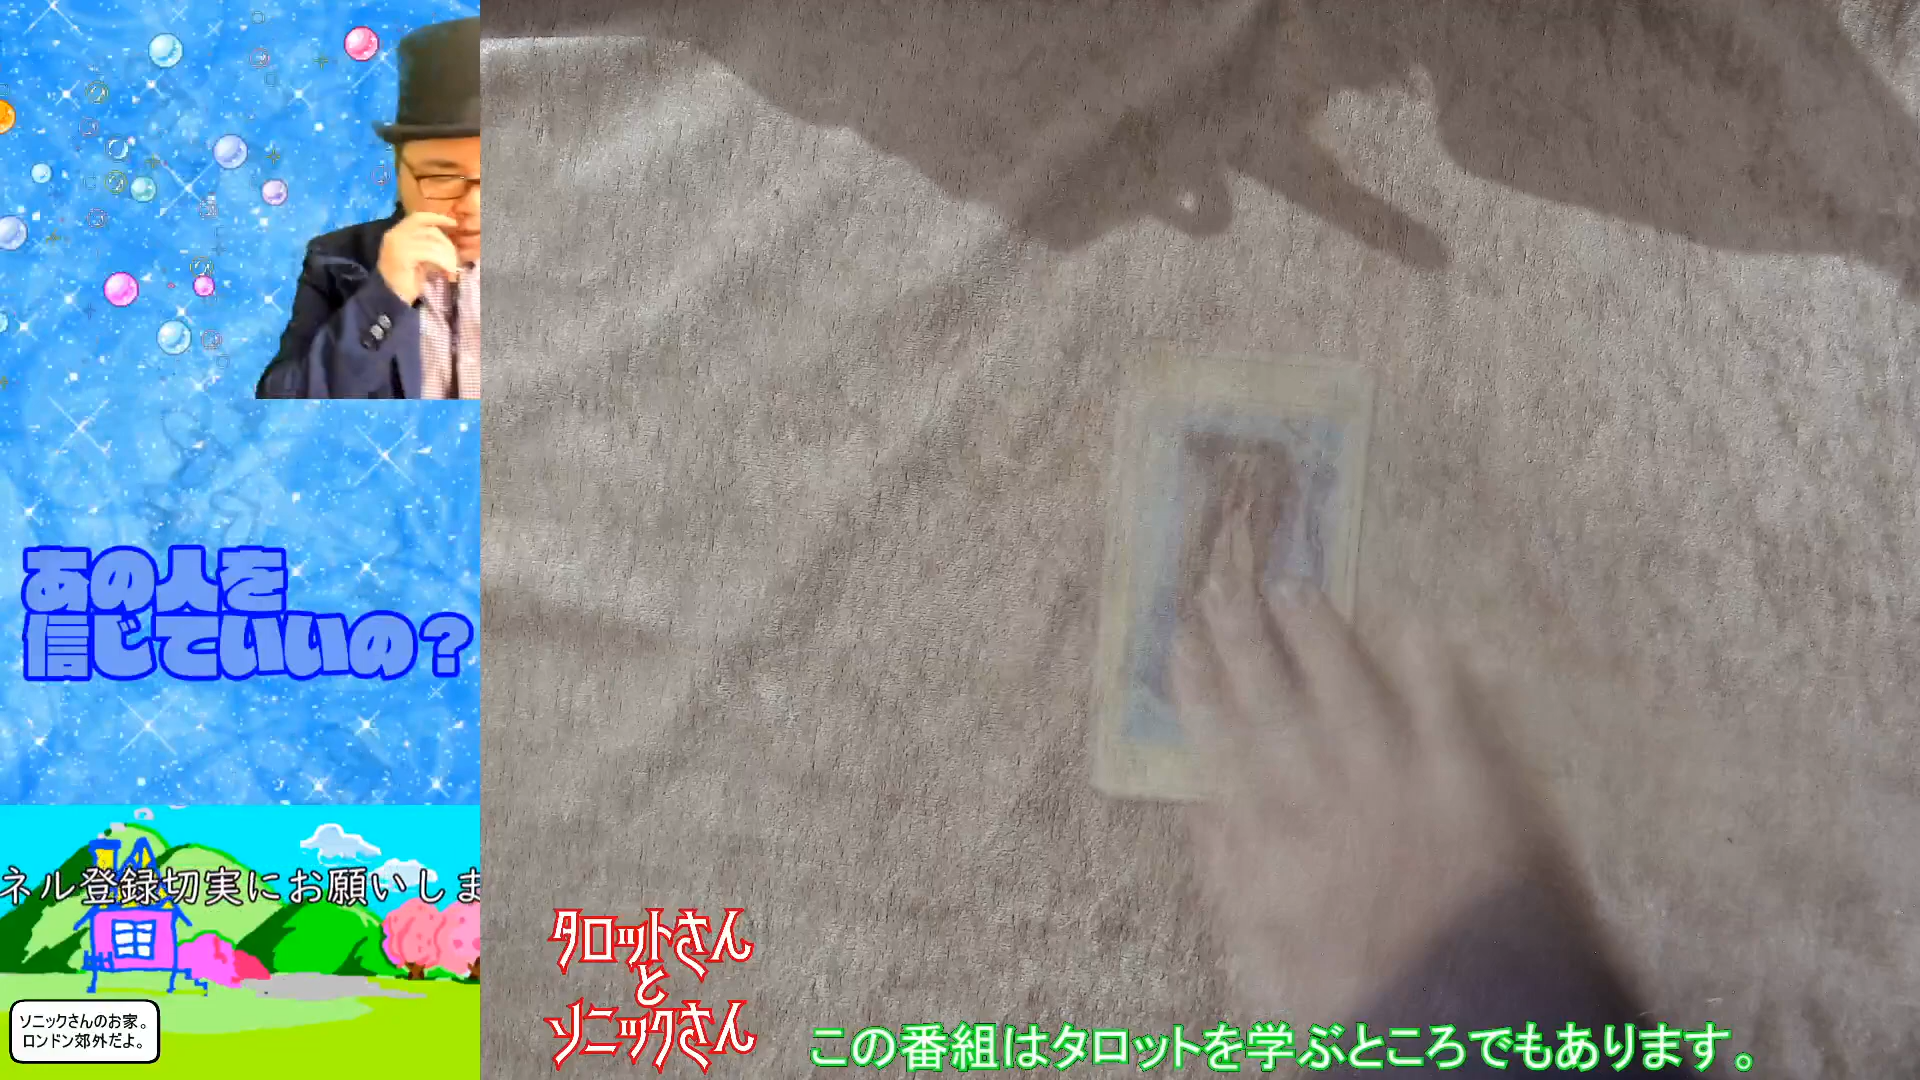 あの人を
信じていいの？
ネル登録切実にお願いしま
ソニックさんのお家。
ロンドン郊外だよ。
タロットさん
と
ソニックさん
この番組はタロットを学ぶところでもあります。